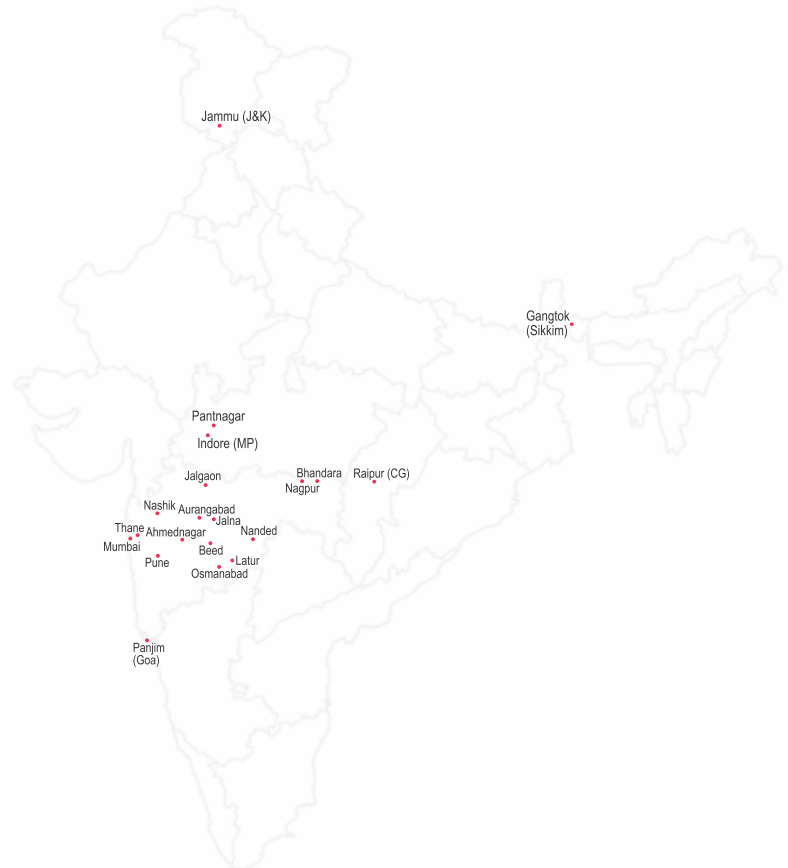 Jammu (J&K)
Gangtok
(Sikkim)
Pantnagar
Indore (MP)
Jalgaon
Bhandara
Nagpur
Raipur (CG)
Nashik
Aurangabad
Jalna
Thane
Ahmednagar
Nanded
Mumbai
Beed
Pune
Latur
Osmanabad
Panjim
(Goa)